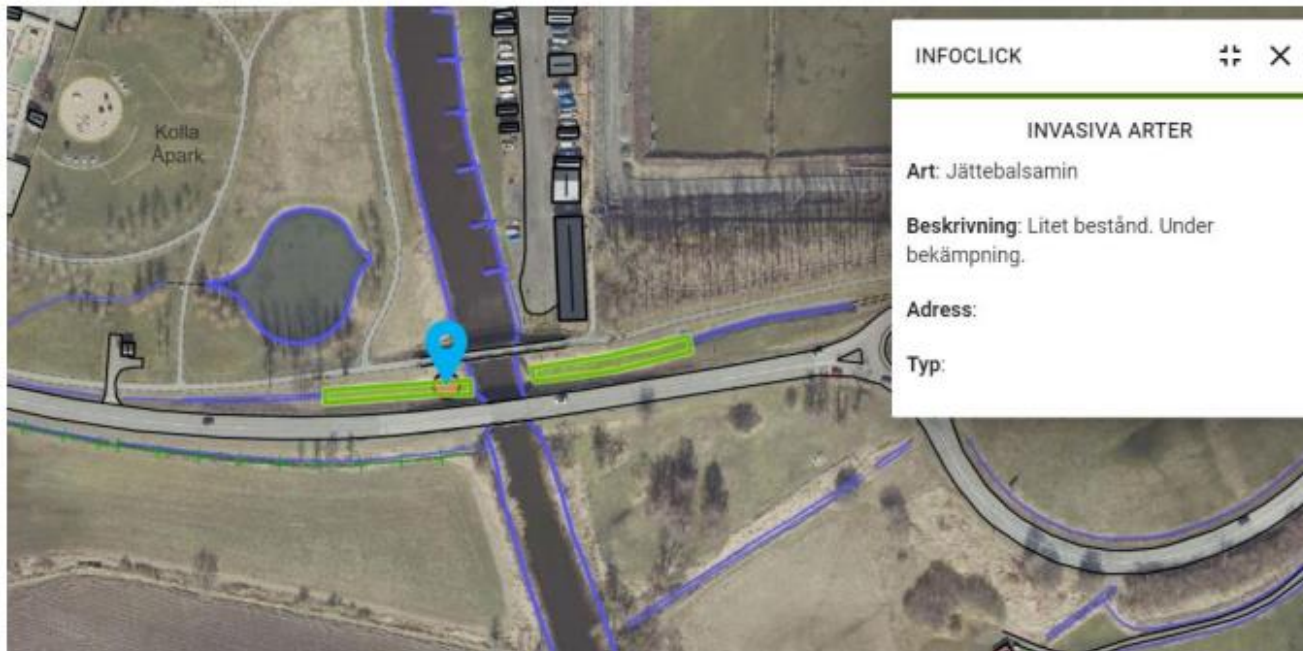 Kolla
Åpark
INFOCLICK
INVASIVA ARTER
Art: Jättebalsamin
Beskrivning: Litet bestånd. Under
bekämpning.
Adress:
Typ: